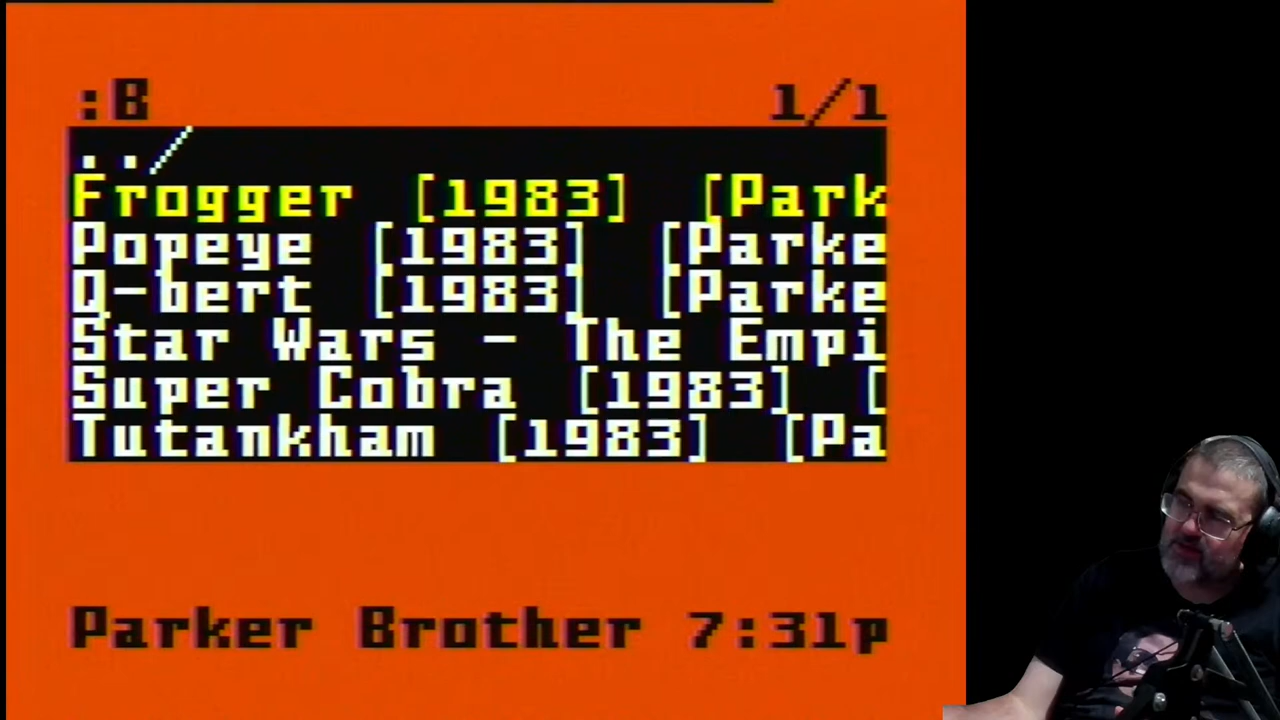 :B 1/1
../
Frogger [1983] [Park
Popeye [1983] [Parke
Q-bert [1983] [Parke
Star Wars - The Empi
Super Cobra [1983] [
Tutankham [1983] [Pa
Parker Brother 7:31p